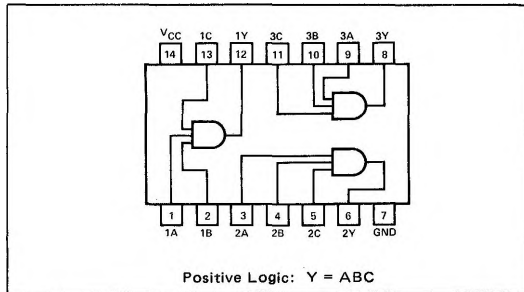 VCC 1C 1Y 3C 3B 3A 3Y
14 13 12 11 10 9 8
1 2 3 4 5 6 7
1A 1B 2A 2B 2C 2Y GND
Positive Logic: Y = ABC